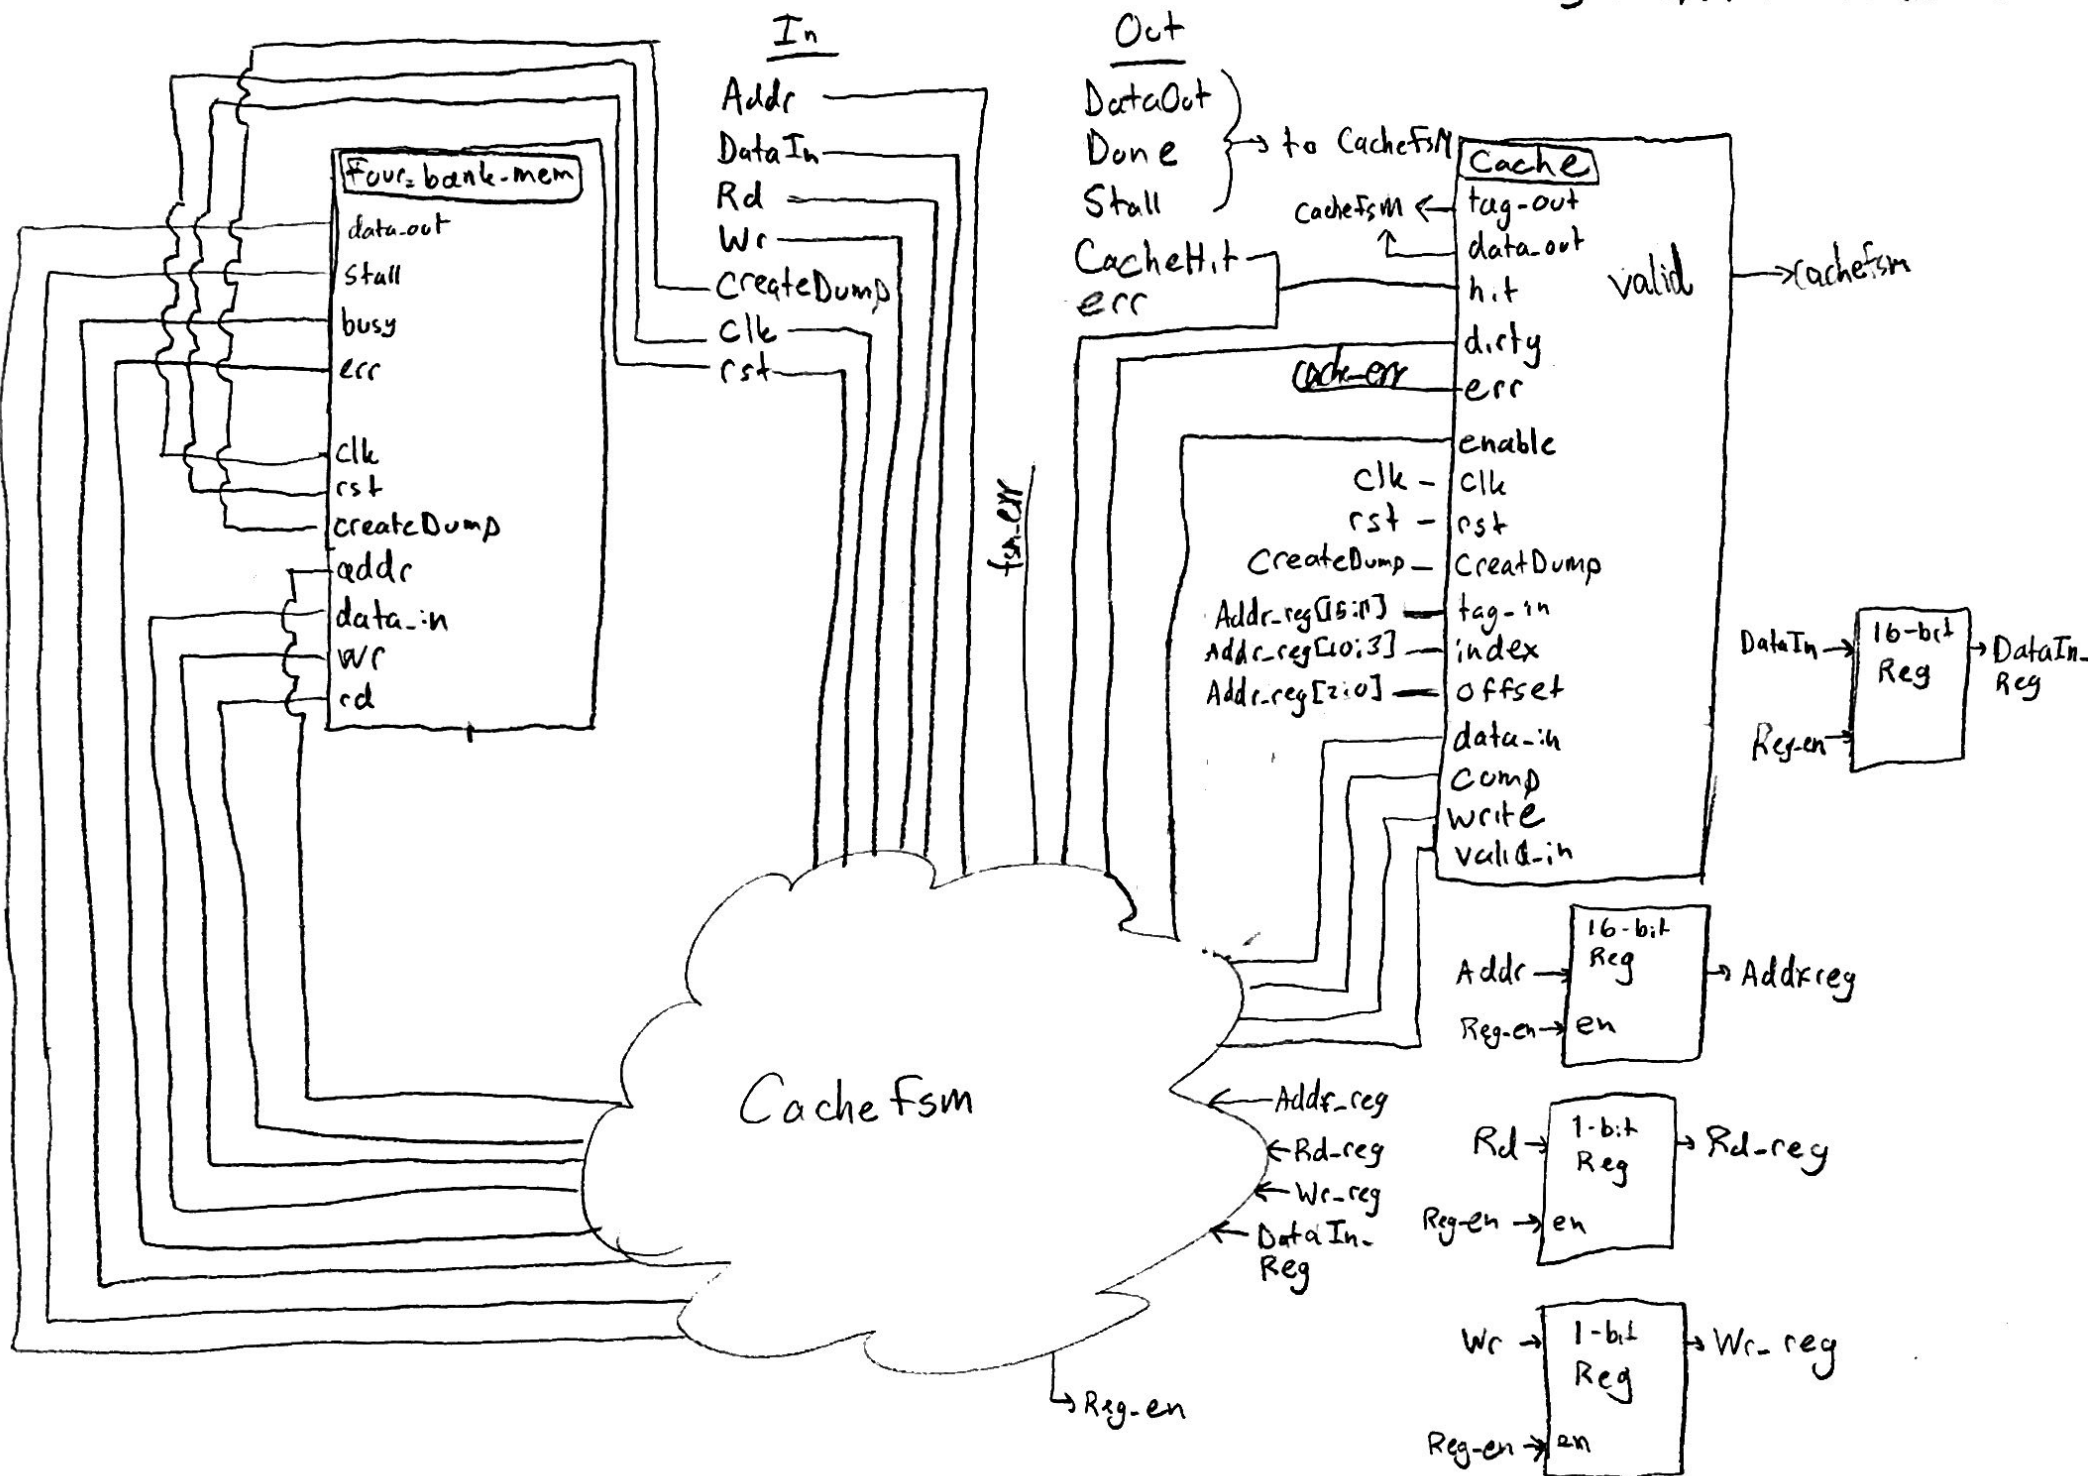 In
Addr
DataIn
Rd
Wr
CreateDump
Clk
rst
Out
DataOut
Done
Stall
to CacheFSM
CacheHit
err
Four-bank-mem
data-out
stall
busy
err
clk
rst
createDump
addr
data-in
wr
rd
Cache
tag-out
data-out
hit
dirty
err
enable
Clk
rst
CreatDump
tag-in
index
offset
data-in
Comp
write
valid-in
valid
cachefsm
cachefsm
cache-err
fsm-err
Clk
rst
CreateDump
Addr-reg[15:11]
Addr-reg[10:3]
Addr-reg[2:0]
DataIn
Reg-en
16-bit
Reg
DataIn-
Reg
Addr
Reg-en
16-bit
Reg
en
Addrreg
Rd
Reg-en
1-bit
Reg
en
Rd-reg
Wr
Reg-en
1-bit
Reg
en
Wr-reg
Cache Fsm
Addr-reg
Rd-reg
Wr-reg
DataIn-
Reg
Reg-en